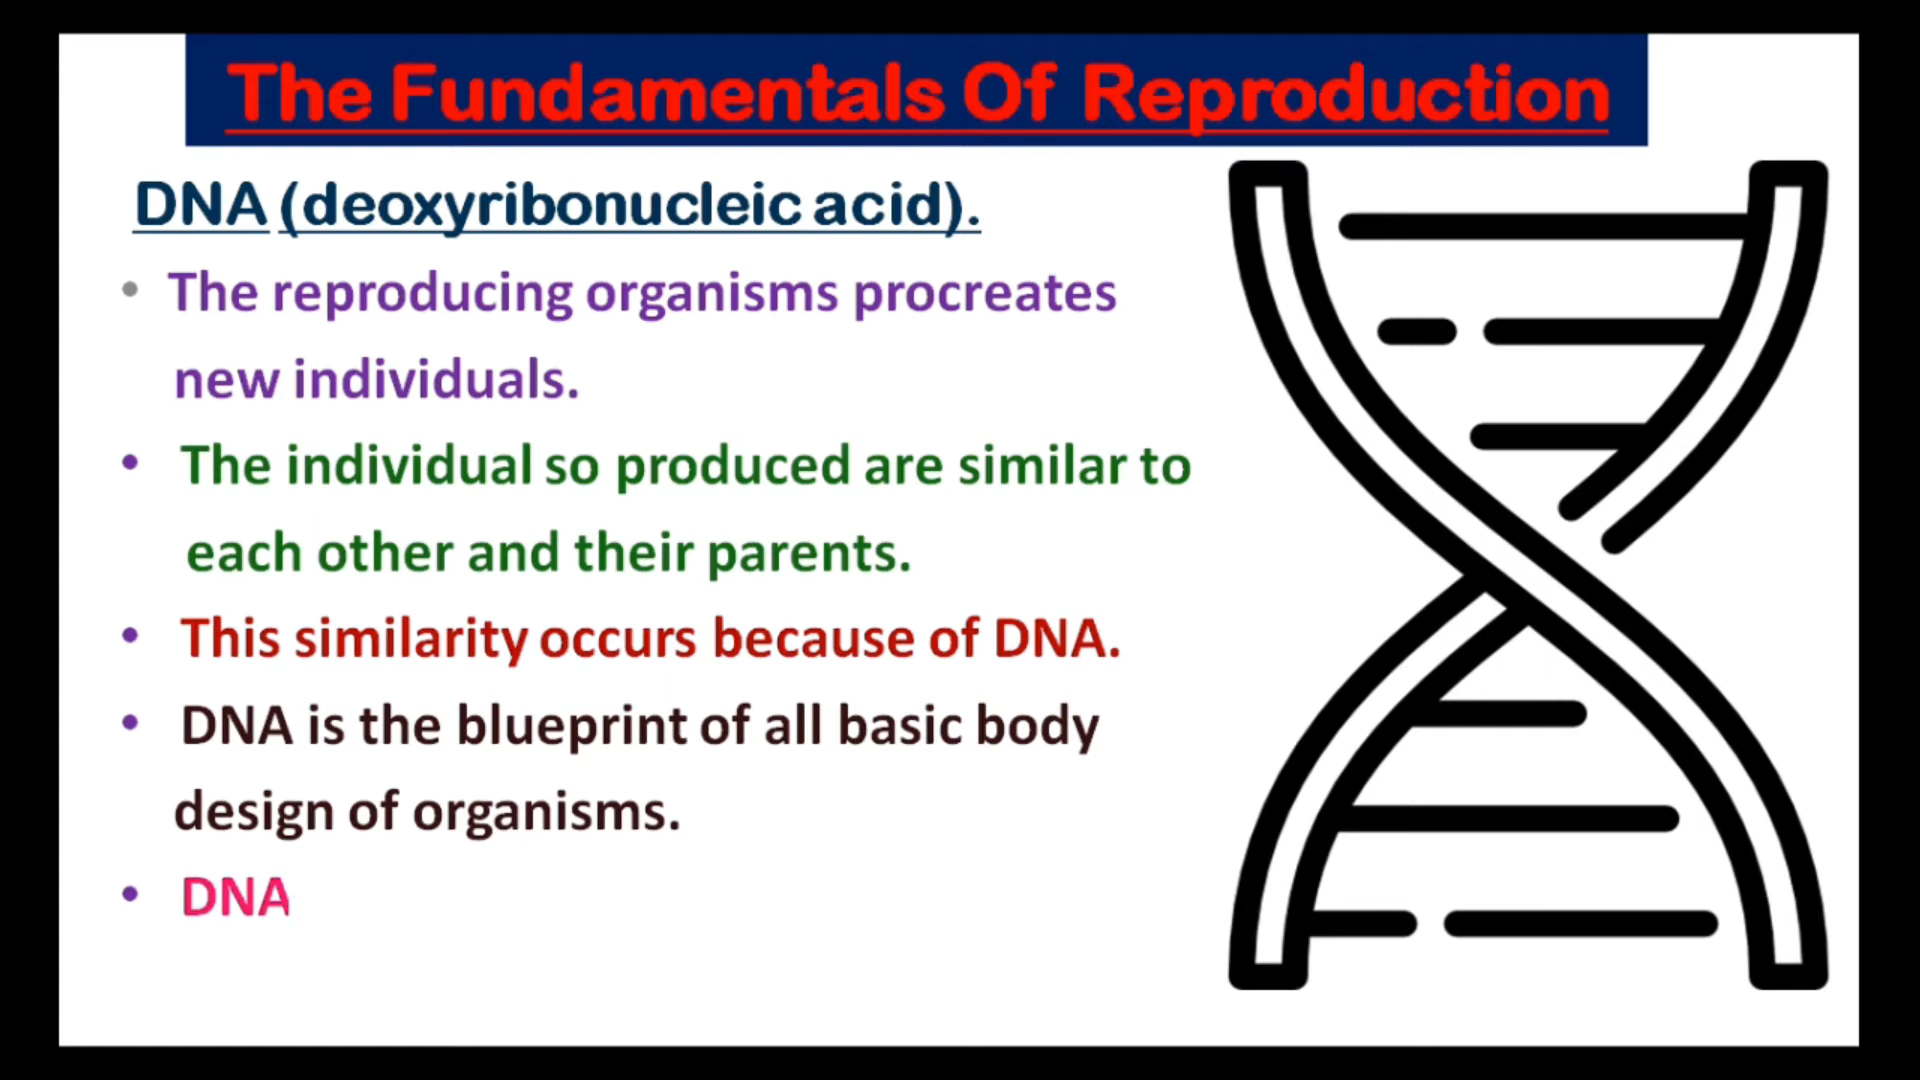 The Fundamentals Of Reproduction
DNA (deoxyribonucleic acid).
• The reproducing organisms procreates
new individuals.
• The individual so produced are similar to
each other and their parents.
• This similarity occurs because of DNA.
• DNA is the blueprint of all basic body
design of organisms.
• DNA